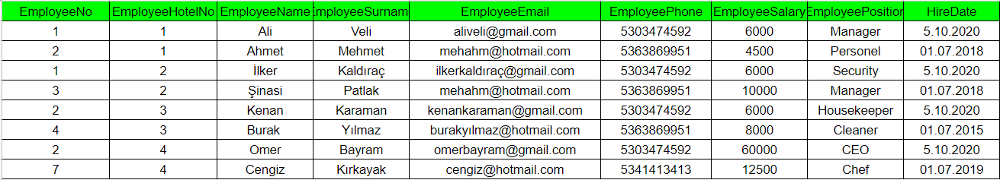 EmployeeNo EmployeeHotelNo EmployeeName EmployeeSurnam EmployeeEmail EmployeePhone EmployeeSalary EmployeePosition HireDate
1 1 Ali Veli aliveli@gmail.com 5303474592 6000 Manager 5.10.2020
2 1 Ahmet Mehmet mehahm@hotmail.com 5363869951 4500 Personel 01.07.2018
1 2 İlker Kaldıraç ilkerkaldıraç@gmail.com 5303474592 6000 Security 5.10.2020
3 2 Şinasi Patlak mehahm@hotmail.com 5363869951 10000 Manager 01.07.2018
2 3 Kenan Karaman kenankaraman@gmail.com 5303474592 6000 Housekeeper 5.10.2020
4 3 Burak Yılmaz burakyılmaz@hotmail.com 5363869951 8000 Cleaner 01.07.2015
2 4 Omer Bayram omerbayram@gmail.com 5303474592 60000 CEO 5.10.2020
7 4 Cengiz Kırkayak cengiz@hotmail.com 5341413413 12500 Chef 01.07.2019